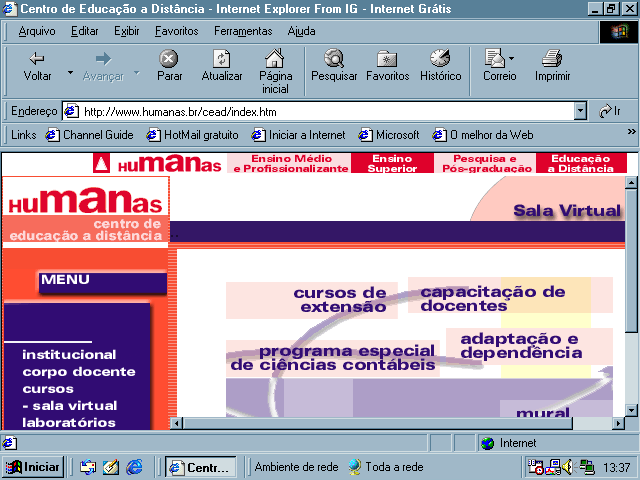 Centro de Educação a Distância - Internet Explorer From IG - Internet Grátis
Arquivo Editar Exibir Favoritos Ferramentas Ajuda
Voltar Avançar Parar Atualizar Página inicial Pesquisar Favoritos Histórico Correio Imprimir
Endereço http://www.humanas.br/cead/index.htm Ir
Links Channel Guide HotMail gratuito Iniciar a Internet Microsoft O melhor da Web »
HumANAs
Ensino Médio
e Profissionalizante
Ensino
Superior
Pesquisa e
Pós-graduação
Educação
a Distância
HumANAs
centro de
educação a distância
Sala Virtual
MENU
institucional
corpo docente
cursos
- sala virtual
laboratórios
cursos de
extensão
capacitação de
docentes
programa especial
de ciências contábeis
adaptação e
dependência
mural
Internet
Iniciar Centr... Ambiente de rede Toda a rede 13:37